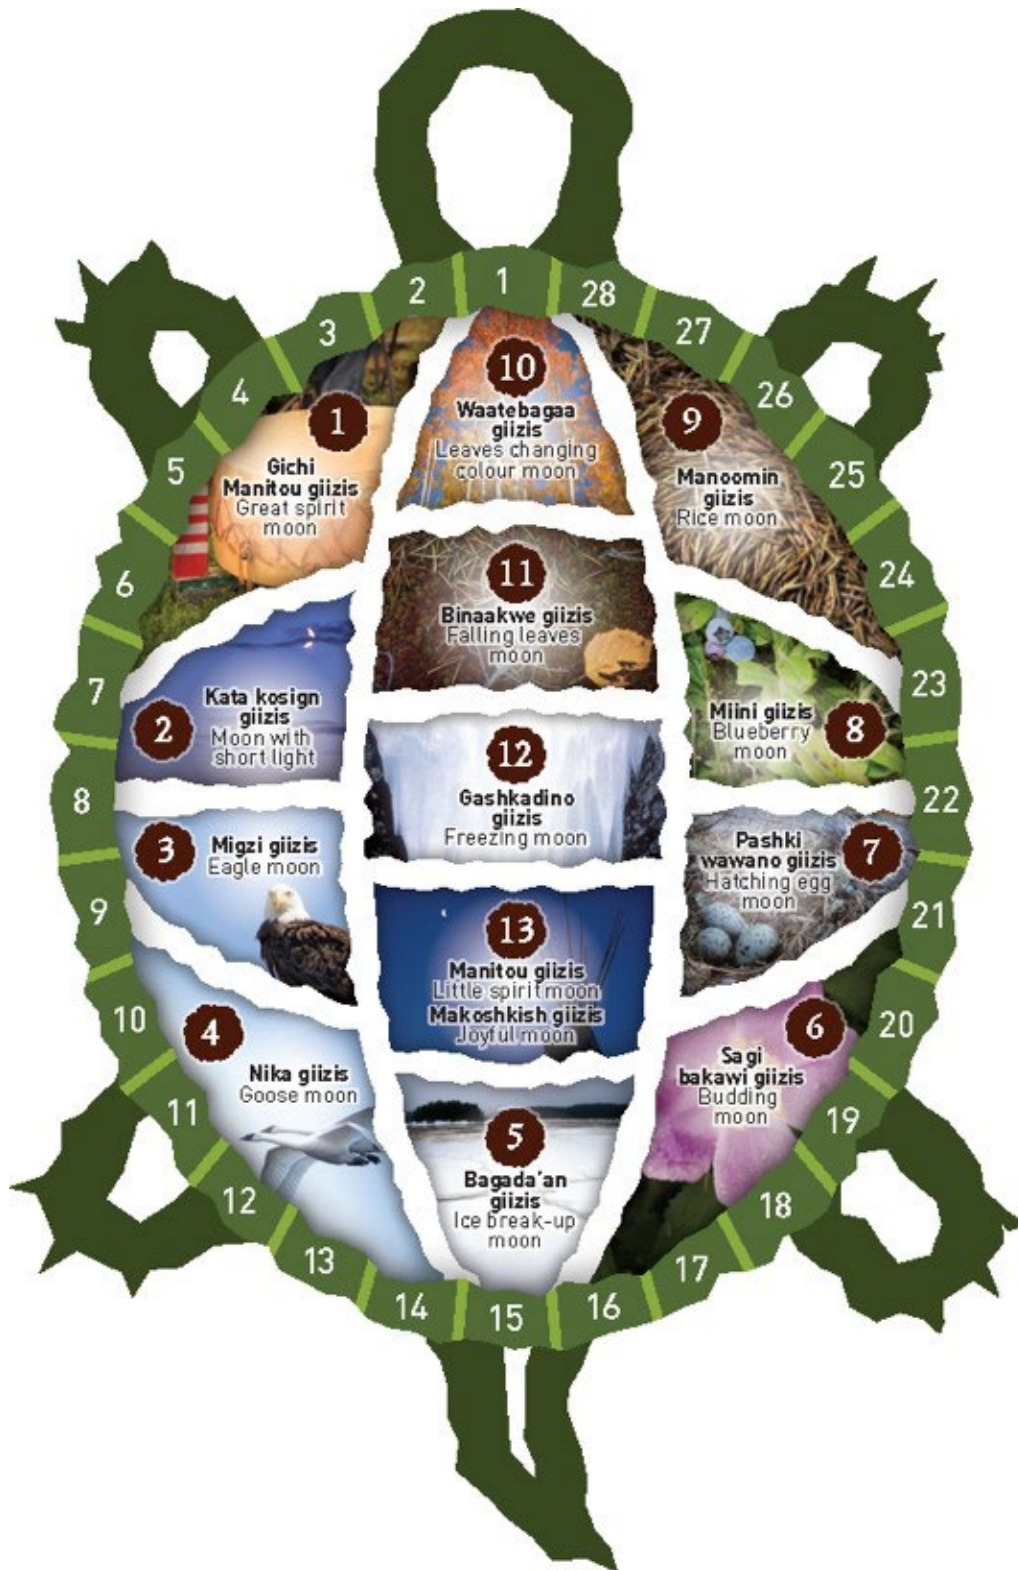 1
2
3
4
5
6
7
8
9
10
11
12
13
14
15
16
17
18
19
20
21
22
23
24
25
26
27
28
1
Gichi
Manitou giizis
Great spirit
moon
2
Kata kosign
giizis
Moon with
short light
3
Migzi giizis
Eagle moon
4
Nika giizis
Goose moon
5
Bagada'an
giizis
Ice break-up
moon
6
Sagi
bakawi giizis
Budding
moon
7
Pashki
wawano giizis
Hatching egg
moon
8
Miini giizis
Blueberry
moon
9
Manoomin
giizis
Rice moon
10
Waatebagaa
giizis
Leaves changing
colour moon
11
Binaakwe giizis
Falling leaves
moon
12
Gashkadino
giizis
Freezing moon
13
Manitou giizis
Little spirit moon
Makoshkish giizis
Joyful moon